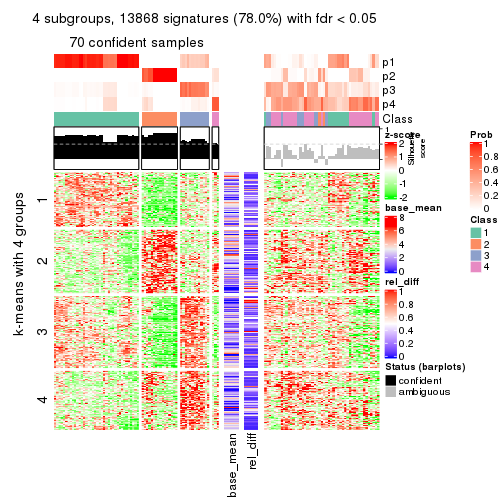 4 subgroups, 13868 signatures (78.0%) with fdr < 0.05
70 confident samples
p1
p2
p3
p4
Class
1
Silhouette
score
k-means with 4 groups
1
2
3
4
base_mean
rel_diff
z-score
2
1
0
-1
-2
base_mean
8
6
4
2
0
rel_diff
1
0.8
0.6
0.4
0.2
0
Status (barplots)
confident
ambiguous
Prob
1
0.8
0.6
0.4
0.2
0
Class
1
2
3
4